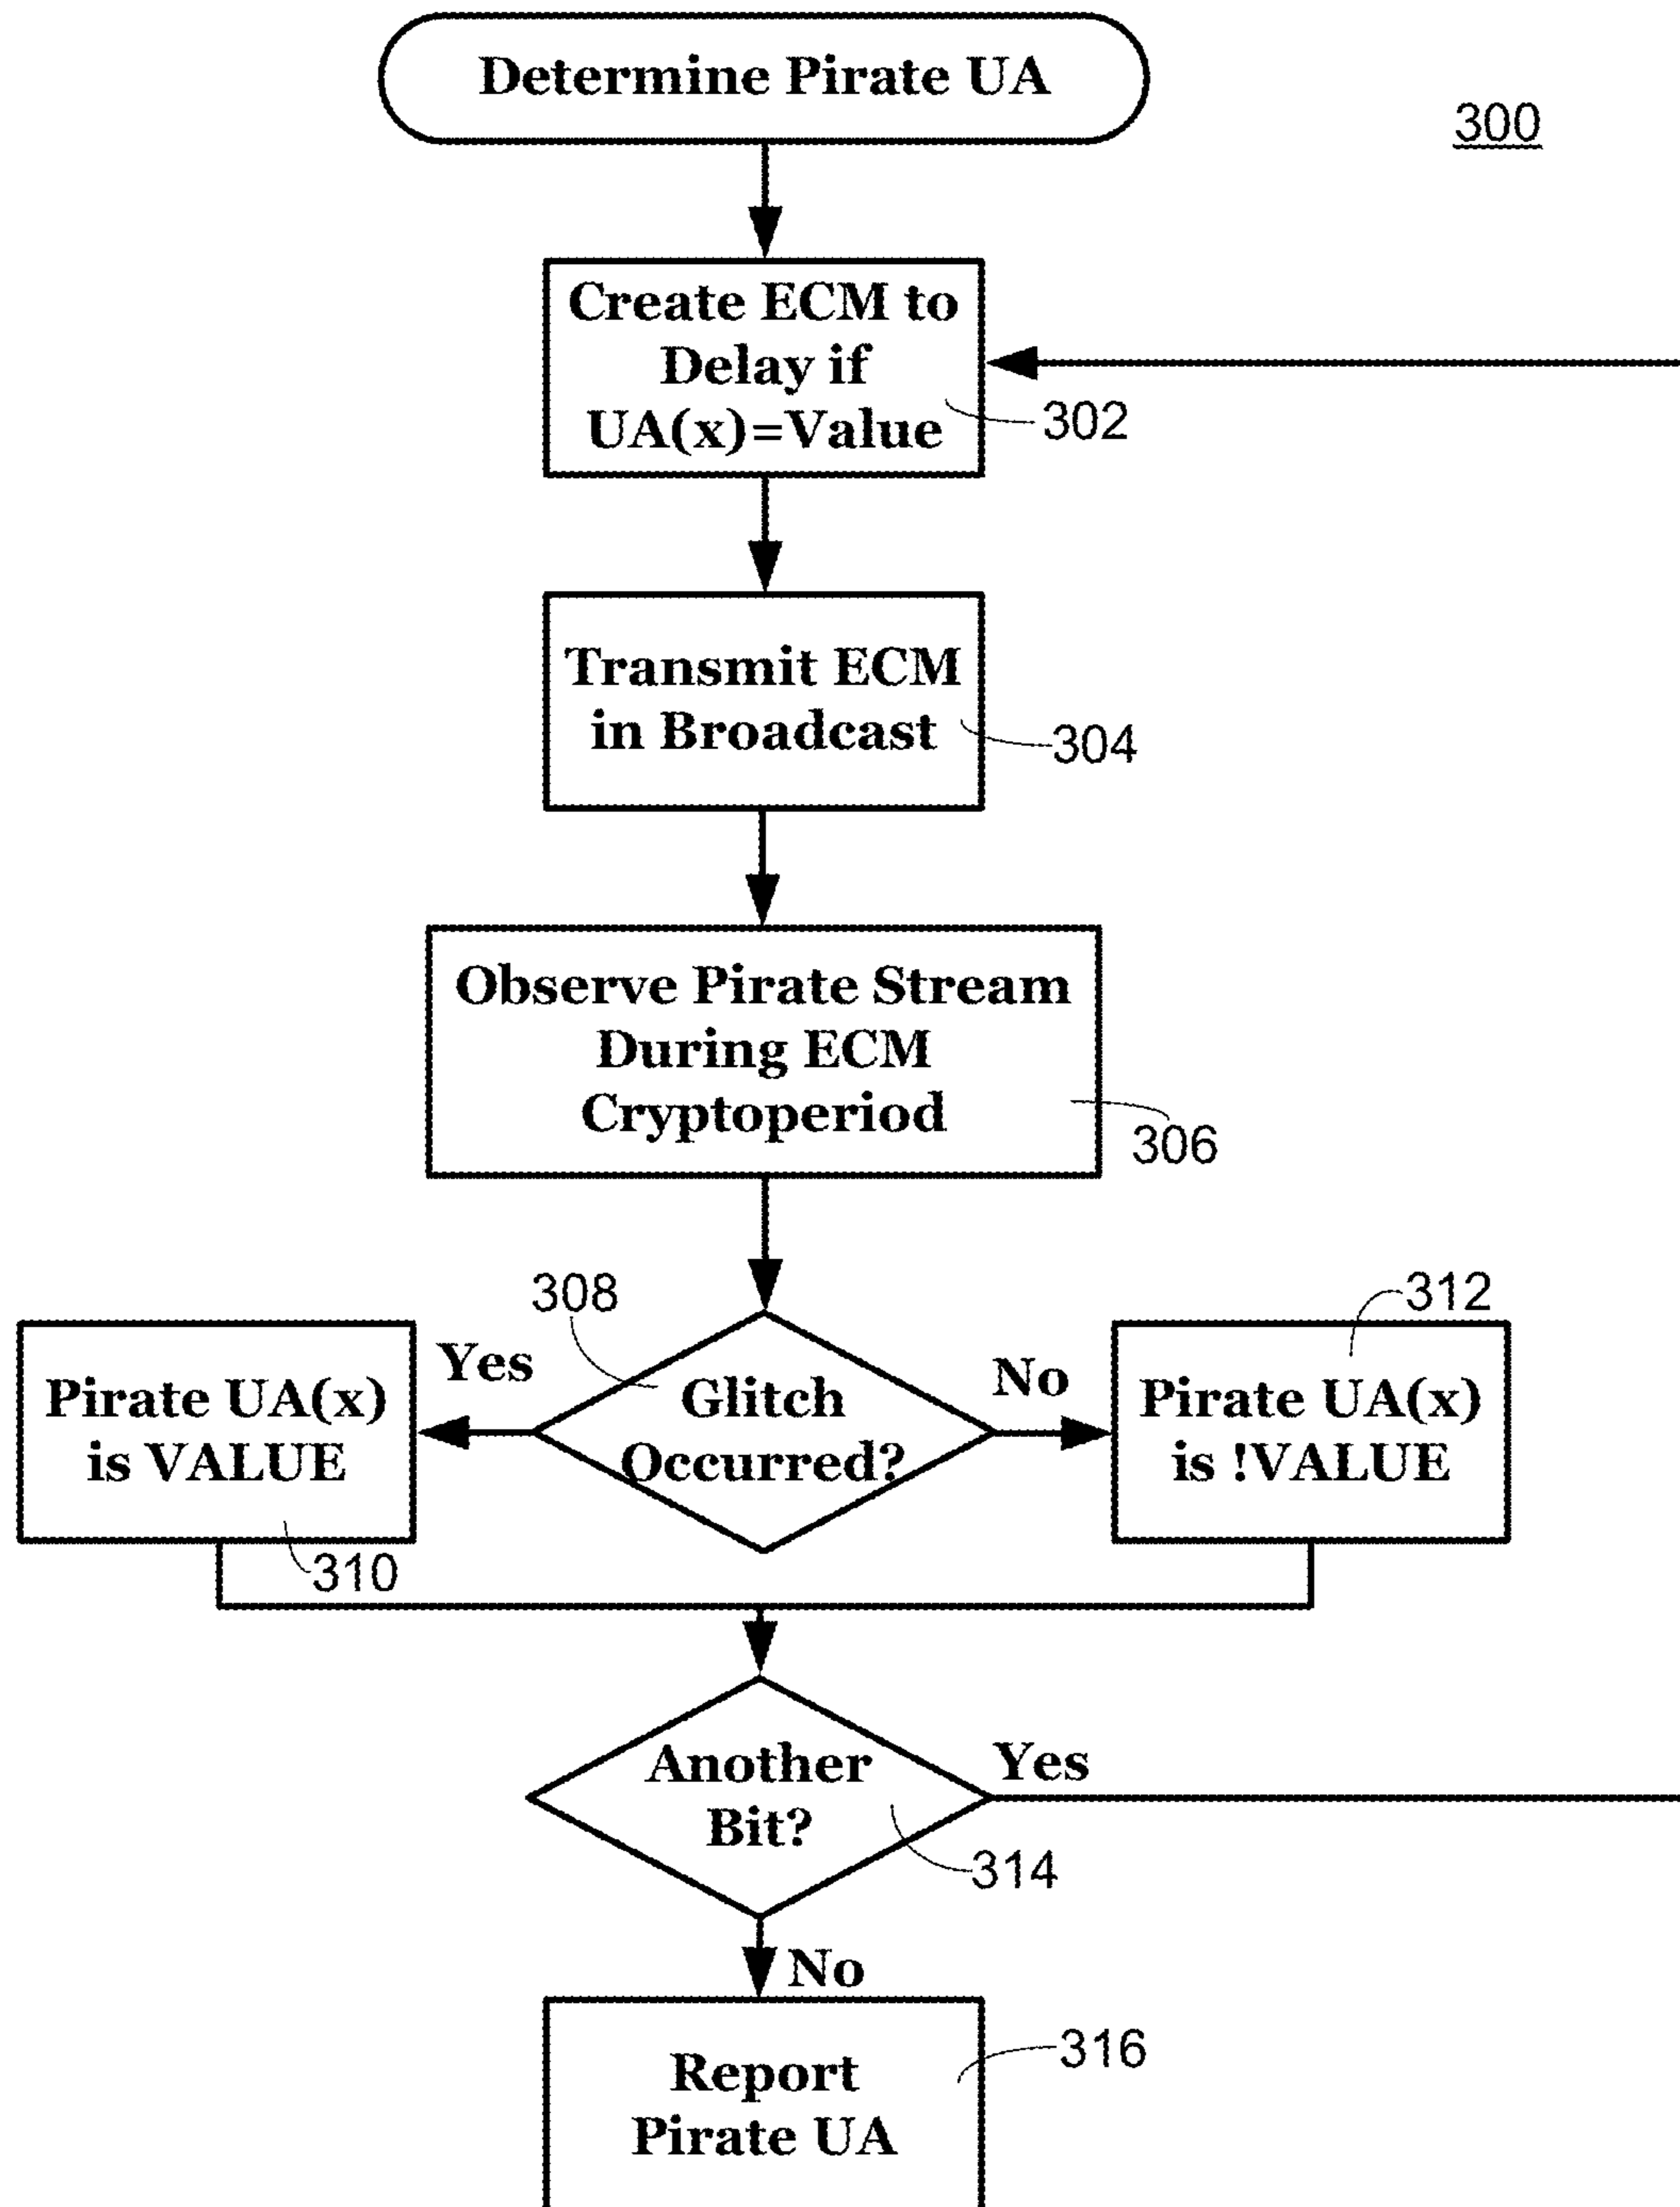 Determine Pirate UA
300
Create ECM to
Delay if
UA(x)=Value
302
Transmit ECM
in Broadcast
304
Observe Pirate Stream
During ECM
Cryptoperiod
306
308
312
Yes
No
Pirate UA(x)
is VALUE
Glitch
Occurred?
Pirate UA(x)
is !VALUE
310
Another
Bit?
Yes
314
No
Report
Pirate UA
316